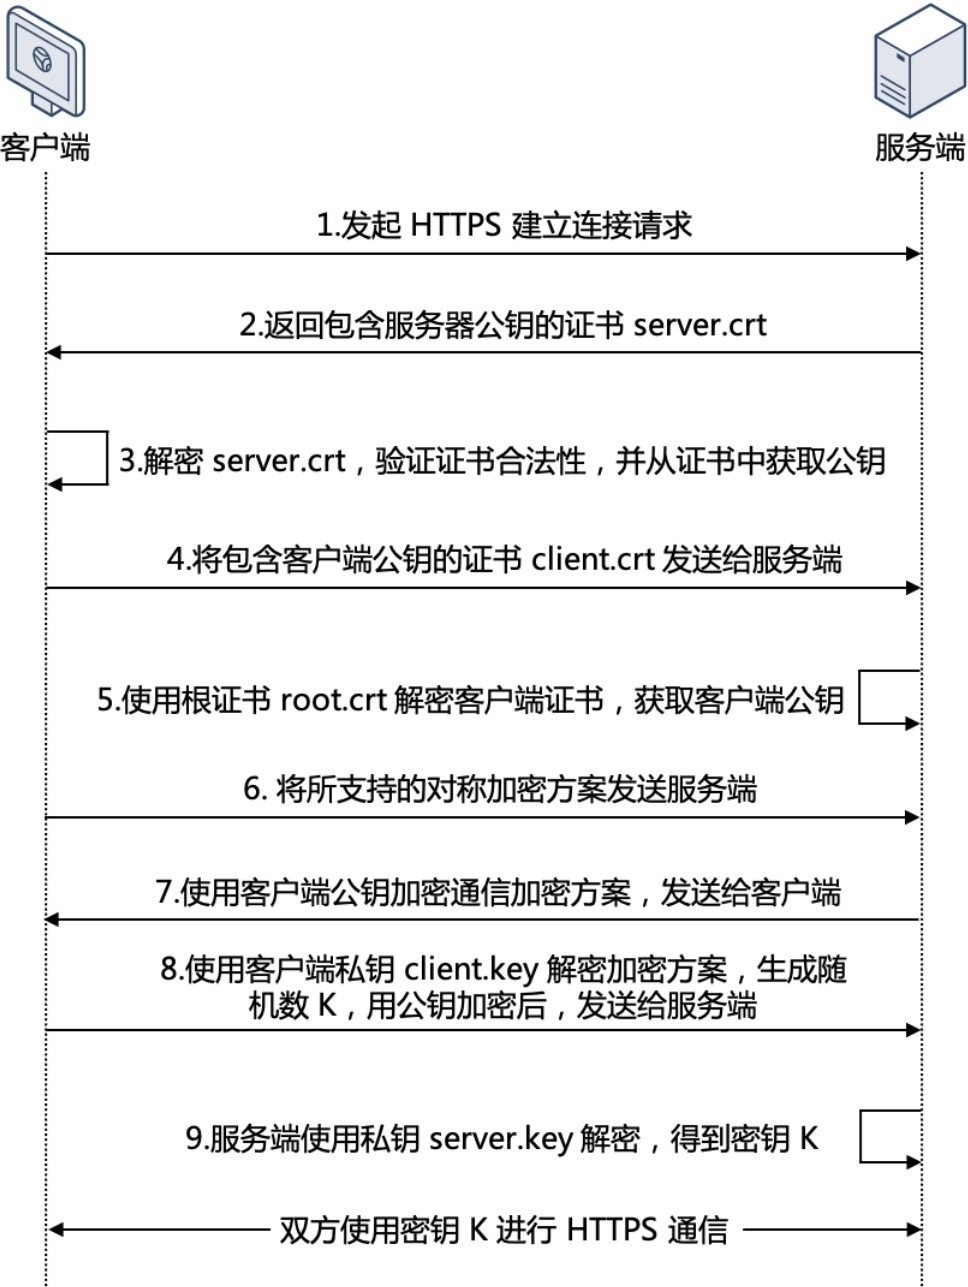 客户端
服务端
1.发起 HTTPS 建立连接请求
2.返回包含服务器公钥的证书 server.crt
3.解密 server.crt，验证证书合法性，并从证书中获取公钥
4.将包含客户端公钥的证书 client.crt 发送给服务端
5.使用根证书 root.crt 解密客户端证书，获取客户端公钥
6. 将所支持的对称加密方案发送服务端
7.使用客户端公钥加密通信加密方案，发送给客户端
8.使用客户端私钥 client.key 解密加密方案，生成随
机数 K，用公钥加密后，发送给服务端
9.服务端使用私钥 server.key 解密，得到密钥 K
双方使用密钥 K 进行 HTTPS 通信